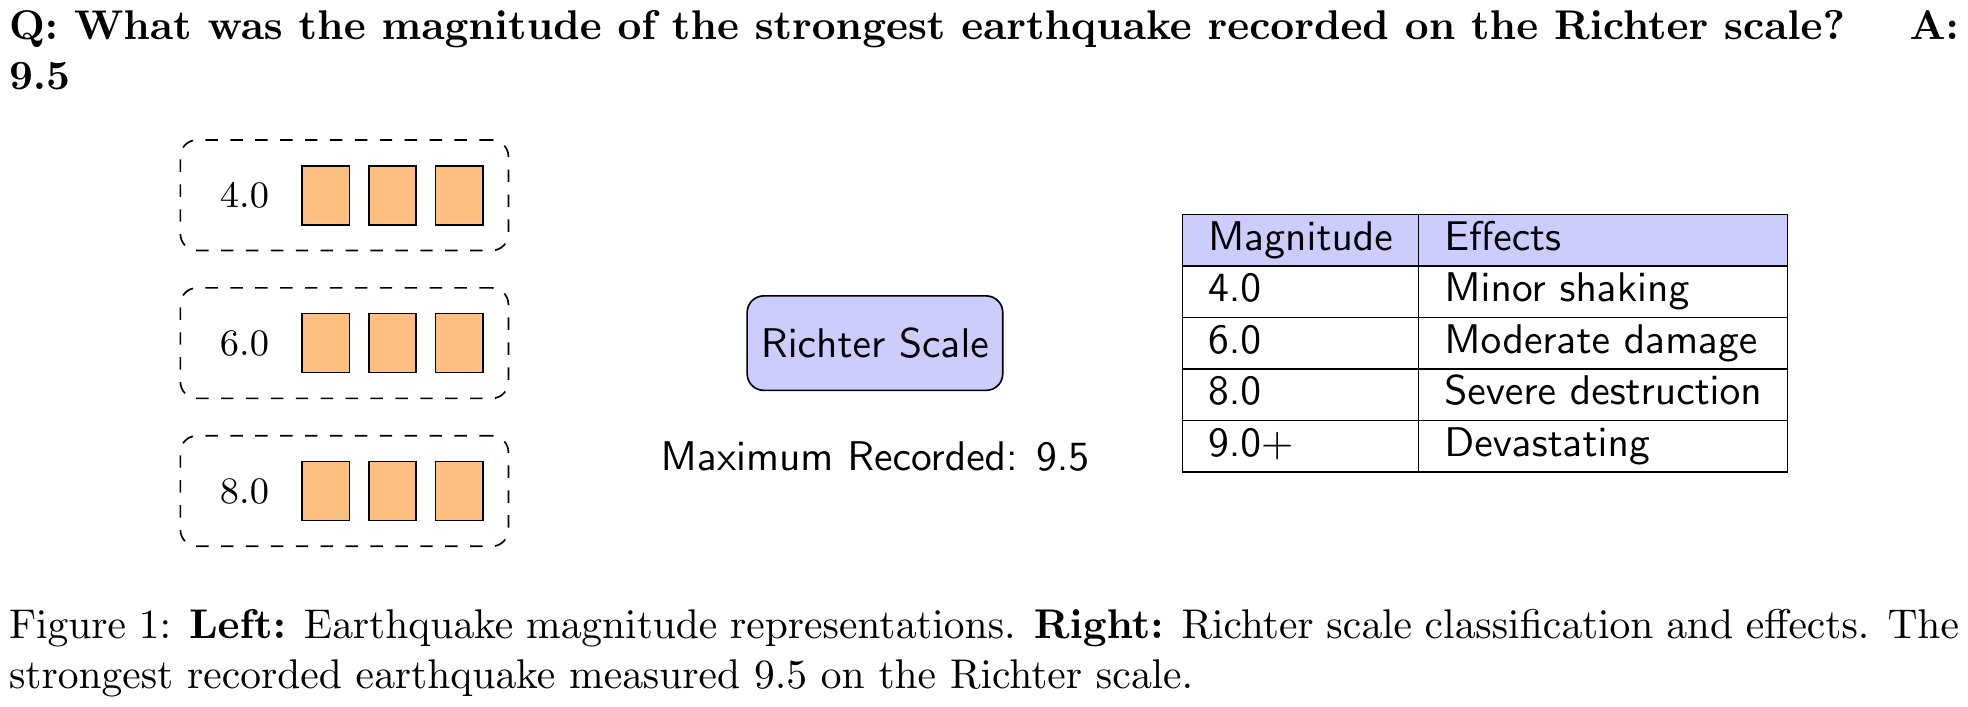 Q: What was the magnitude of the strongest earthquake recorded on the Richter scale? A:
9.5
4.0
6.0
8.0
Richter Scale
Maximum Recorded: 9.5
Magnitude Effects
4.0 Minor shaking
6.0 Moderate damage
8.0 Severe destruction
9.0+ Devastating
Figure 1: Left: Earthquake magnitude representations. Right: Richter scale classification and effects. The
strongest recorded earthquake measured 9.5 on the Richter scale.